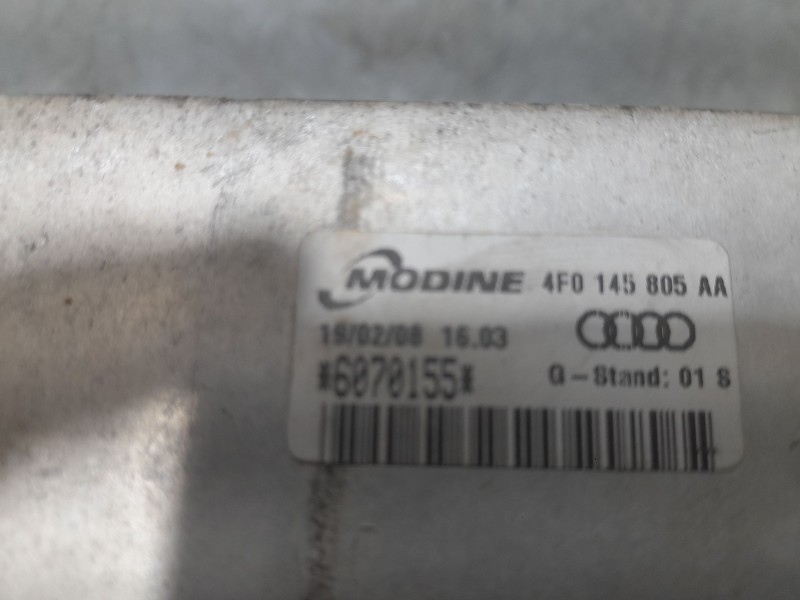 MODINE 4F0 145 805 AA
19/02/08 16.03
*6070155*
G-Stand: 01 S